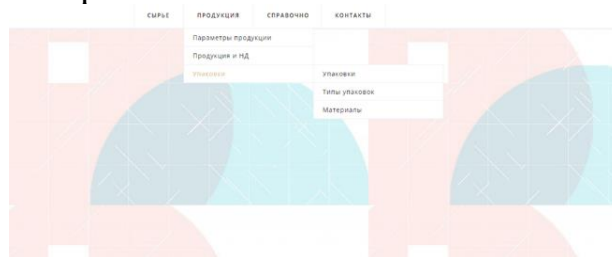 СЫРЬЕ ПРОДУКЦИЯ СПРАВОЧНО КОНТАКТЫ
Параметры продукции
Продукция и НД
Упаковки
Упаковки
Типы упаковок
Материалы